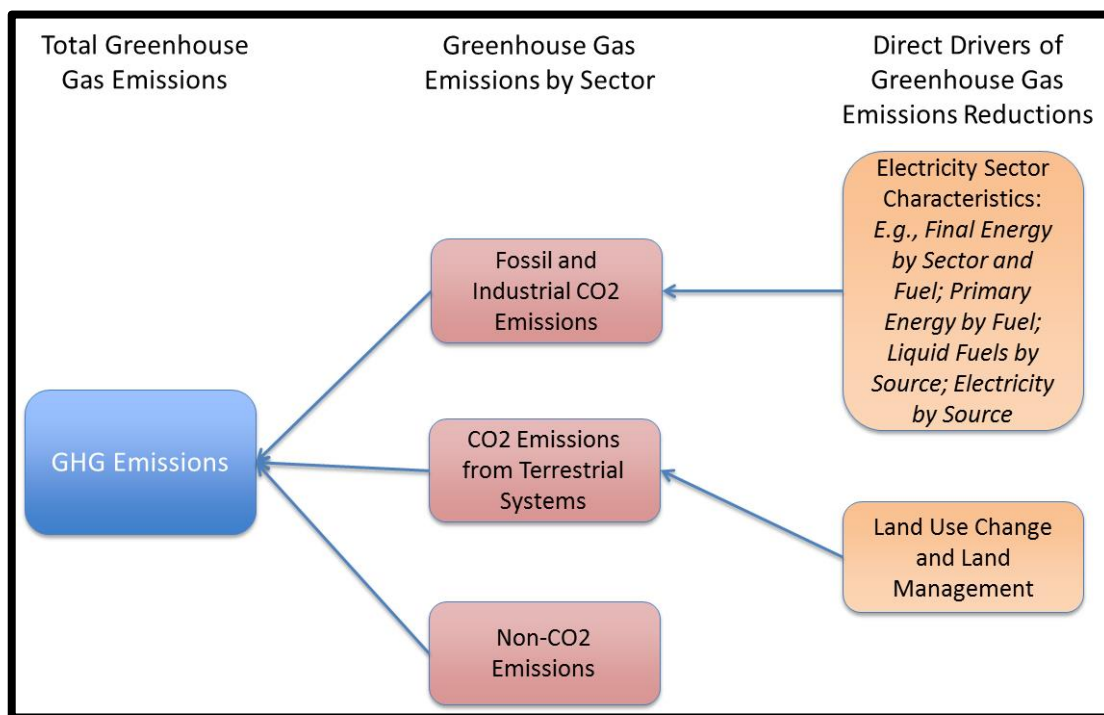 Total Greenhouse
Gas Emissions
Greenhouse Gas
Emissions by Sector
Direct Drivers of
Greenhouse Gas
Emissions Reductions
GHG Emissions
Fossil and
Industrial CO2
Emissions
CO2 Emissions
from Terrestrial
Systems
Non-CO2
Emissions
Electricity Sector
Characteristics:
E.g., Final Energy
by Sector and
Fuel; Primary
Energy by Fuel;
Liquid Fuels by
Source; Electricity
by Source
Land Use Change
and Land
Management